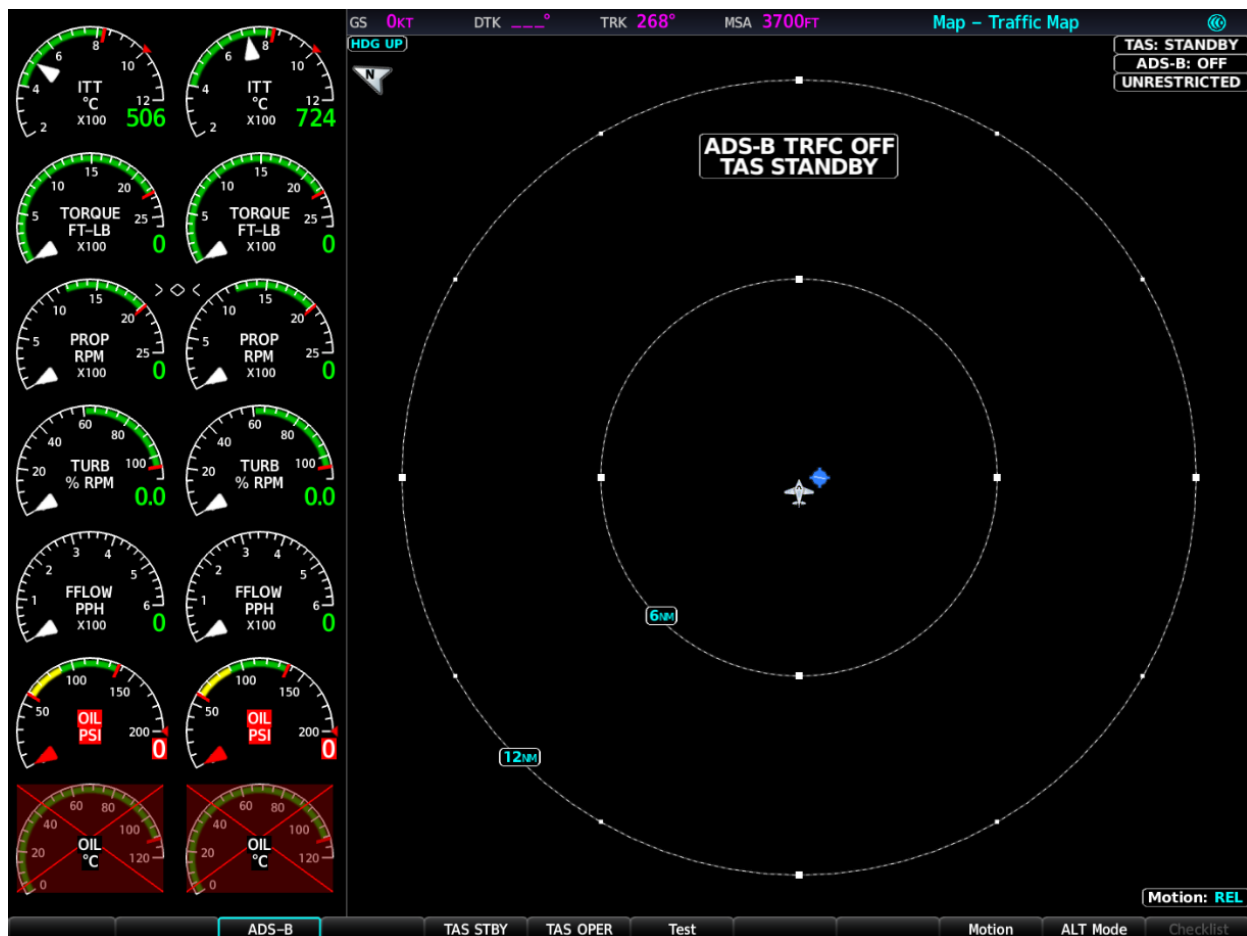 GS 0KT DTK ___° TRK 268° MSA 3700FT Map – Traffic Map
HDG UP
N
TAS: STANDBY
ADS-B: OFF
UNRESTRICTED
ADS-B TRFC OFF
TAS STANDBY
6NM
12NM
Motion: REL
2 4 6 8 10 12
ITT
°C
X100
506
2 4 6 8 10 12
ITT
°C
X100
724
5 10 15 20 25
TORQUE
FT–LB
X100
0
5 10 15 20 25
TORQUE
FT–LB
X100
0
5 10 15 20 25
PROP
RPM
X100
0
5 10 15 20 25
PROP
RPM
X100
0
20 40 60 80 100
TURB
% RPM
0.0
20 40 60 80 100
TURB
% RPM
0.0
1 2 3 4 5 6
FFLOW
PPH
X100
0
1 2 3 4 5 6
FFLOW
PPH
X100
0
50 100 150 200
OIL
PSI
0
50 100 150 200
OIL
PSI
0
0 20 40 60 80 100 120
OIL
°C
0 20 40 60 80 100 120
OIL
°C
ADS–B TAS STBY TAS OPER Test Motion ALT Mode Checklist